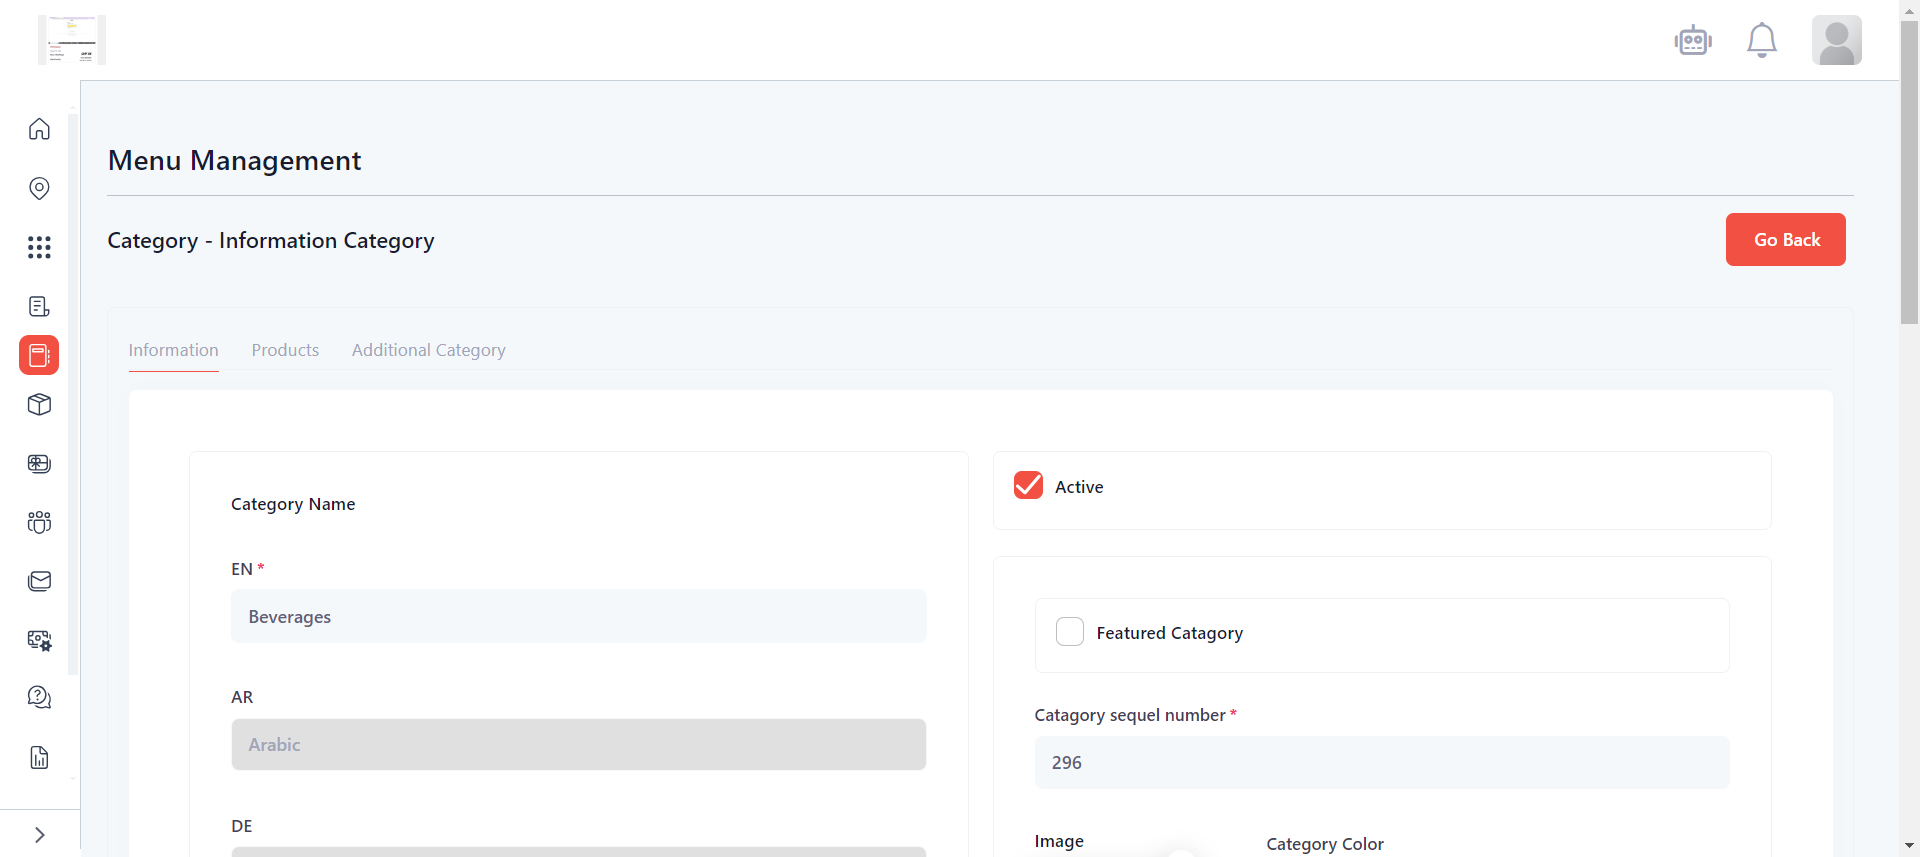 Menu Management
Category - Information Category
Go Back
Information
Products
Additional Category
Category Name
EN *
Beverages
AR
Arabic
DE
Active
Featured Catagory
Catagory sequel number *
296
Image
Category Color